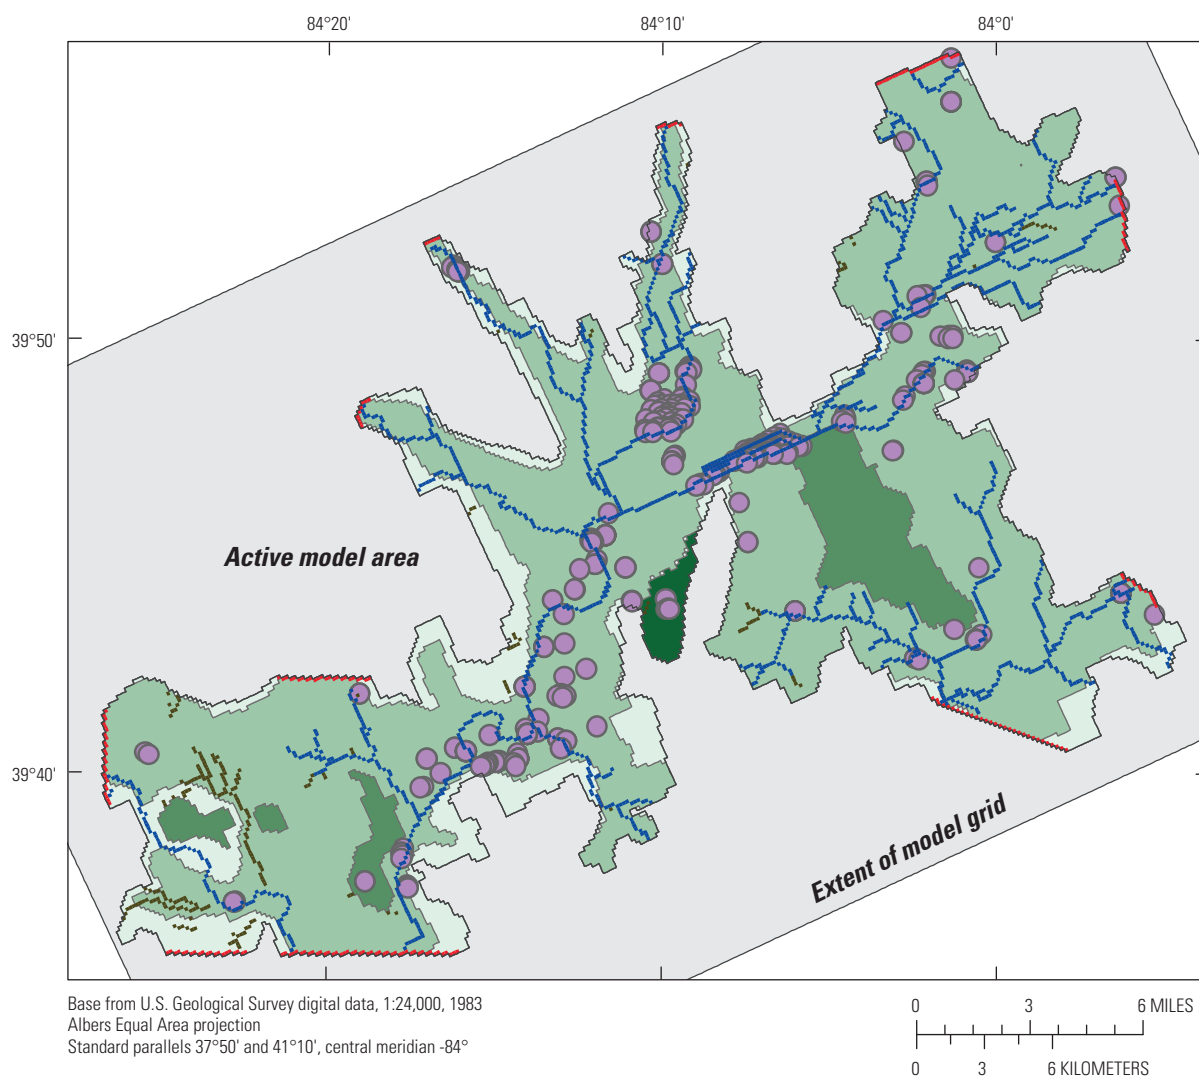 84°20'
84°10'
84°0'
39°50'
Active model area
39°40'
Extent of model grid
Base from U.S. Geological Survey digital data, 1:24,000, 1983
Albers Equal Area projection
Standard parallels 37°50' and 41°10', central meridian -84°
0 3 6 MILES
0 3 6 KILOMETERS